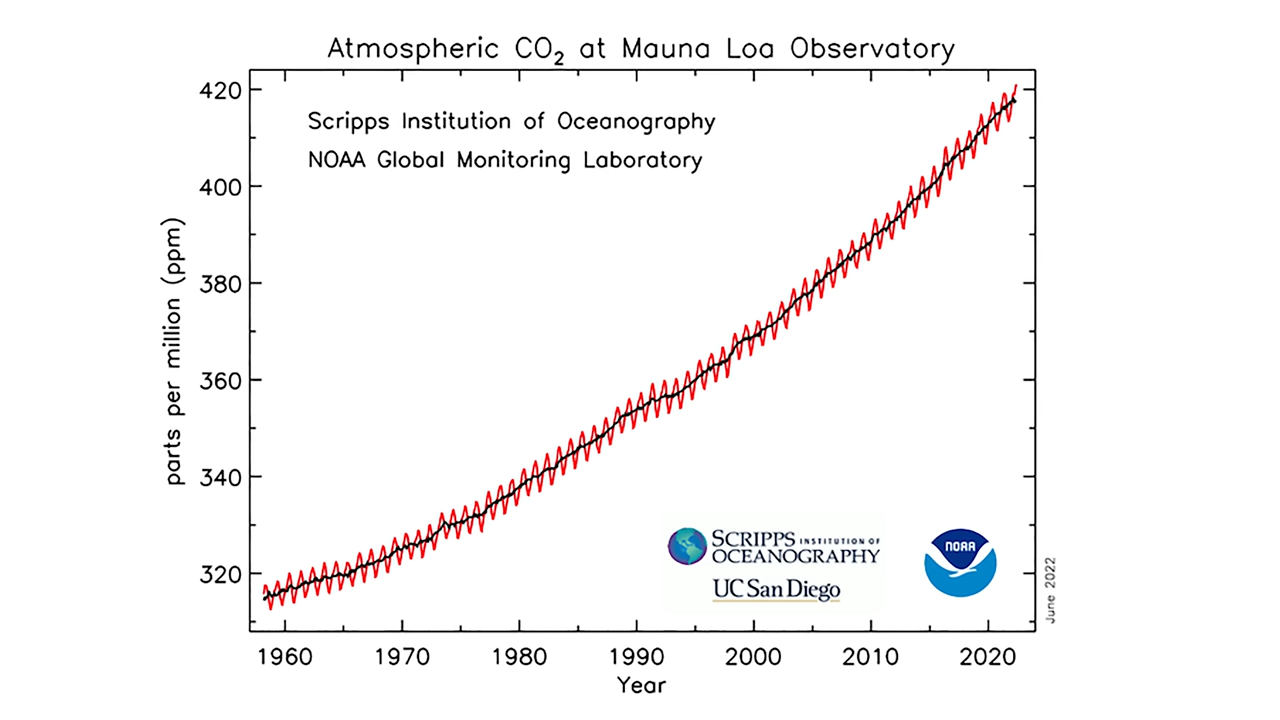 Atmospheric CO₂ at Mauna Loa Observatory
Scripps Institution of Oceanography
NOAA Global Monitoring Laboratory
parts per million (ppm)
420
400
380
360
340
320
SCRIPPS INSTITUTION OF
OCEANOGRAPHY
UC San Diego
NOAA
June 2022
1960 1970 1980 1990 2000 2010 2020
Year